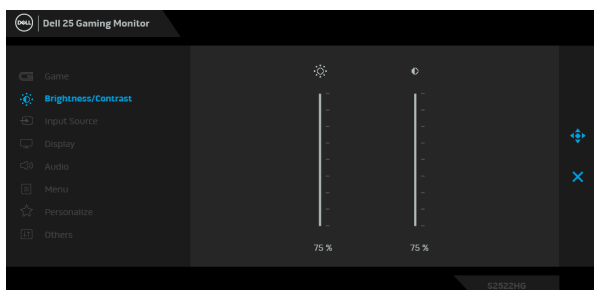 DELL
Dell 25 Gaming Monitor
Game
Brightness/Contrast
Input Source
Display
Audio
Menu
Personalize
Others
75 % 75 %
S2522HG